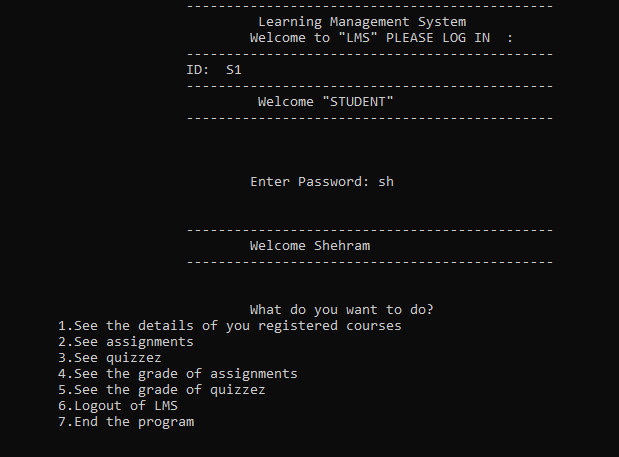 ----------------------------------------------
Learning Management System
Welcome to "LMS" PLEASE LOG IN  :
----------------------------------------------
ID:  S1
----------------------------------------------
Welcome "STUDENT"
----------------------------------------------
Enter Password: sh
----------------------------------------------
Welcome Shehram
----------------------------------------------
What do you want to do?
1.See the details of you registered courses
2.See assignments
3.See quizzez
4.See the grade of assignments
5.See the grade of quizzez
6.Logout of LMS
7.End the program